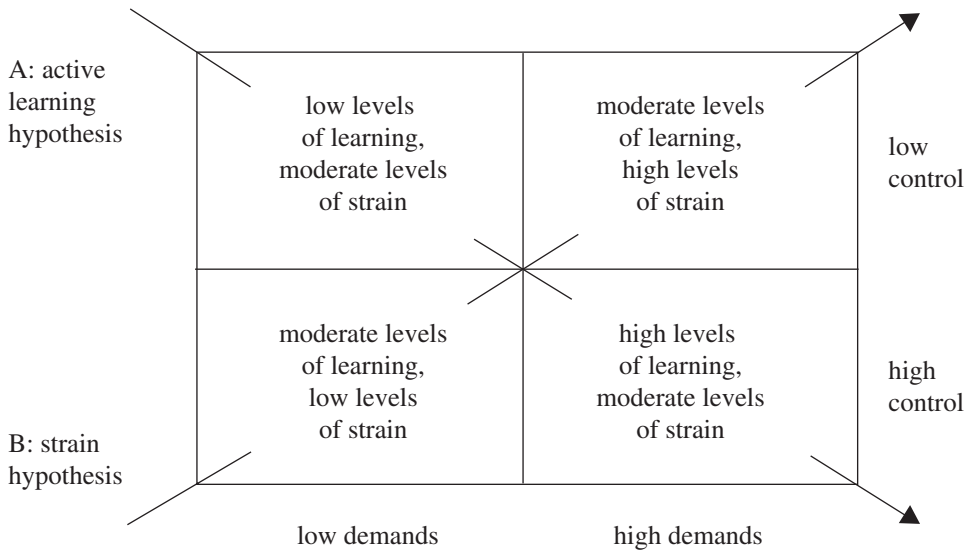 A: active
learning
hypothesis
low levels
of learning,
moderate levels
of strain
moderate levels
of learning,
high levels
of strain
low
control
moderate levels
of learning,
low levels
of strain
high levels
of learning,
moderate levels
of strain
high
control
B: strain
hypothesis
low demands
high demands